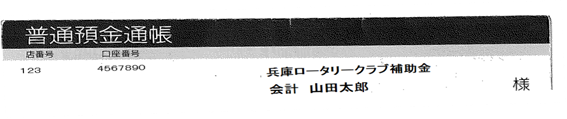 普通預金通帳
店番号 口座番号
123 4567890 兵庫ロータリークラブ補助金
会計 山田太郎 様